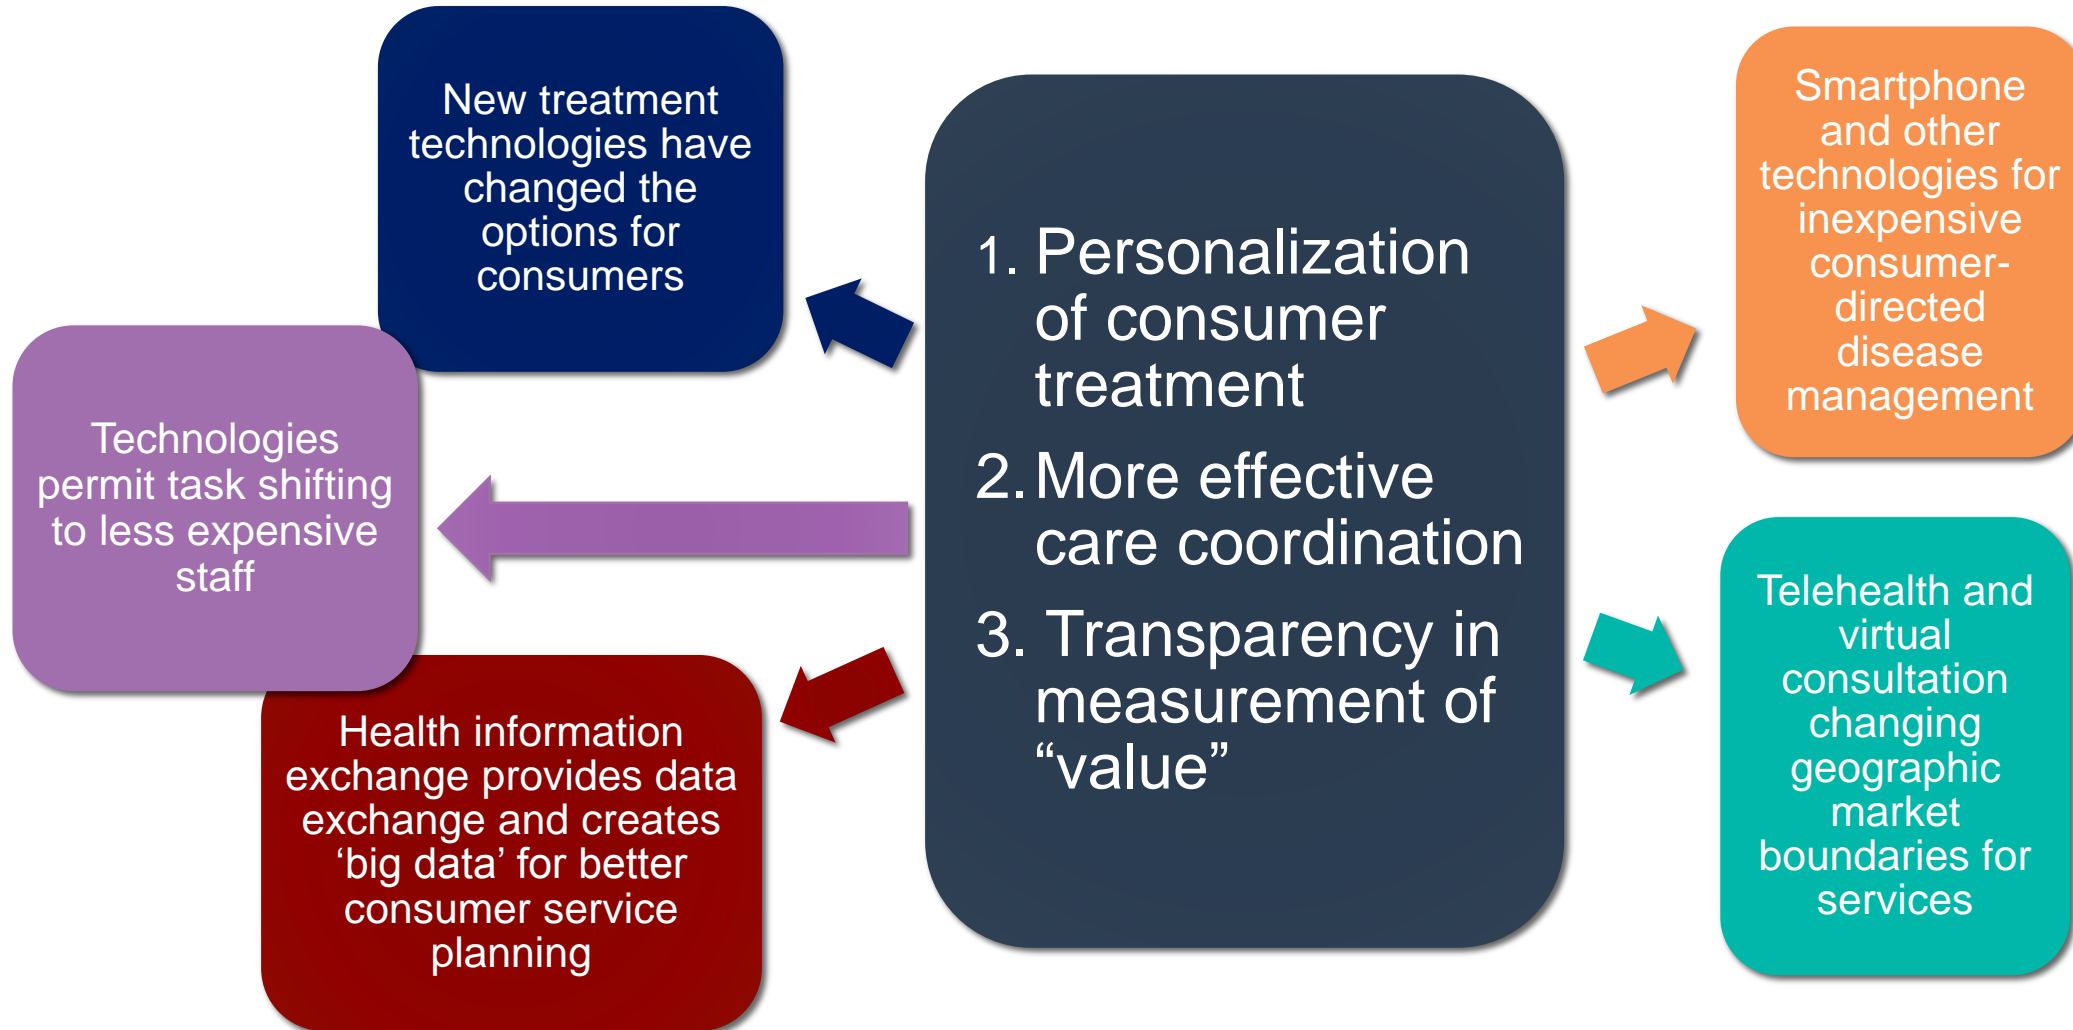 New treatment
technologies have
changed the
options for
consumers
Technologies
permit task shifting
to less expensive
staff
Health information
exchange provides data
exchange and creates
‘big data’ for better
consumer service
planning
1. Personalization
of consumer
treatment
2. More effective
care coordination
3. Transparency in
measurement of
“value”
Smartphone
and other
technologies for
inexpensive
consumer-
directed
disease
management
Telehealth and
virtual
consultation
changing
geographic
market
boundaries for
services